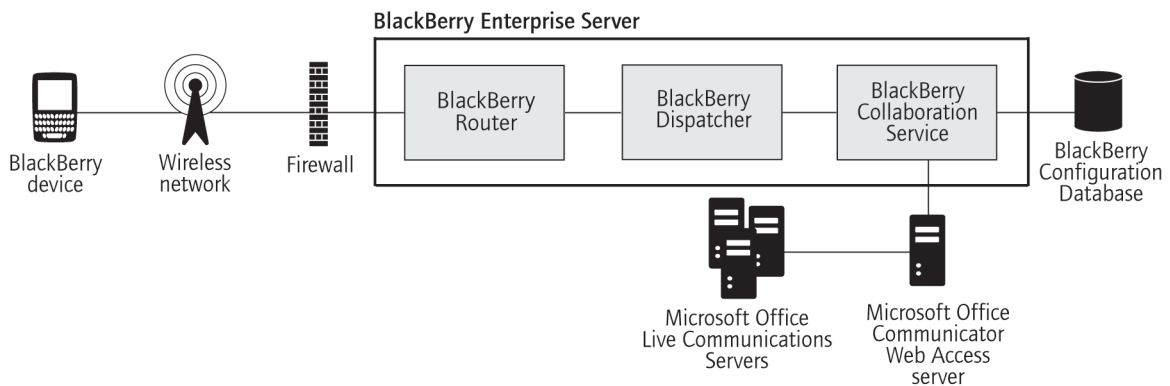 BlackBerry Enterprise Server
BlackBerry
Router
BlackBerry
Dispatcher
BlackBerry
Collaboration
Service
BlackBerry
device
Wireless
network
Firewall
BlackBerry
Configuration
Database
Microsoft Office
Live Communications
Servers
Microsoft Office
Communicator
Web Access
server